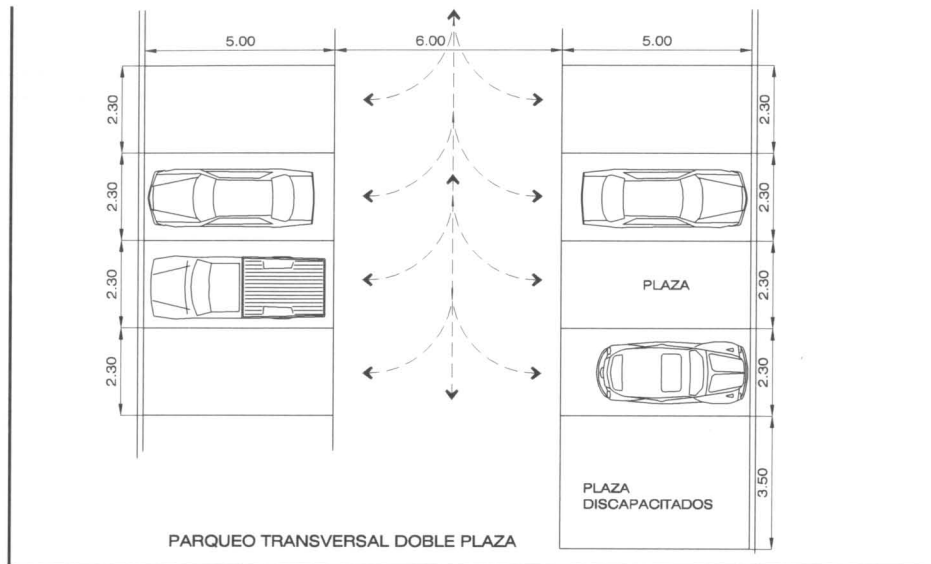 5.00 6.00 5.00
2.30 2.30
2.30 2.30
2.30 PLAZA 2.30
2.30 2.30
PLAZA
DISCAPACITADOS
3.50
PARQUEO TRANSVERSAL DOBLE PLAZA